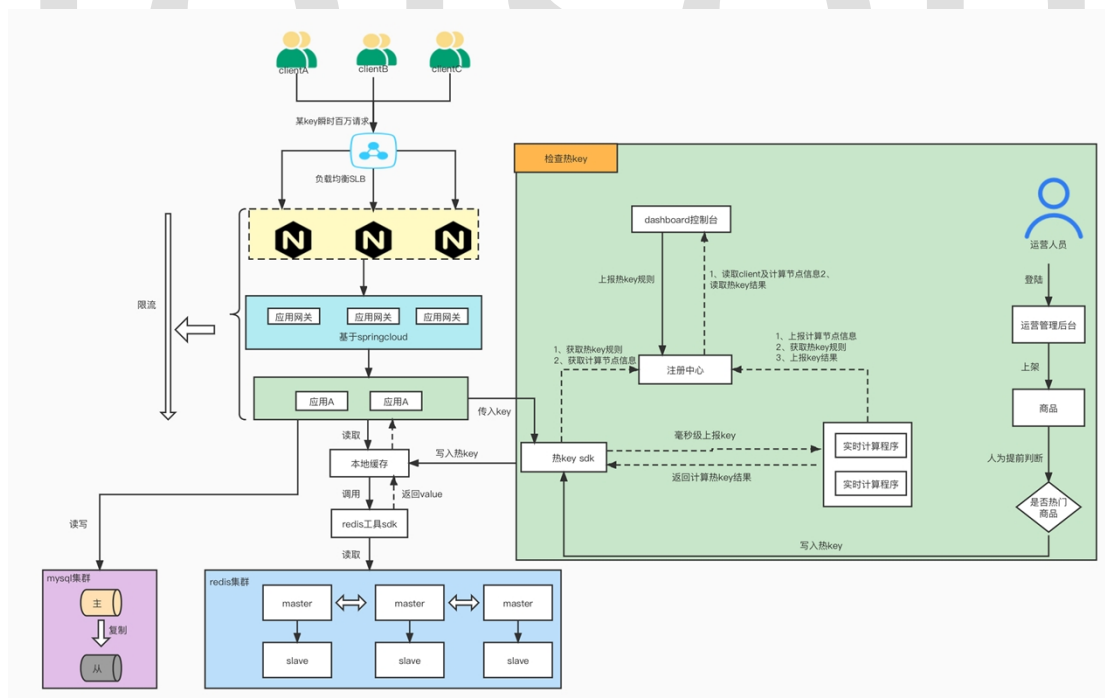 clientA
clientB
clientC
某key瞬时百万请求
负载均衡SLB
限流
应用网关
应用网关
应用网关
基于springcloud
应用A
应用A
传入key
读取
本地缓存
写入热key
调用
返回value
redis工具sdk
读写
读取
mysql集群
主
复制
从
redis集群
master
master
master
slave
slave
slave
检查热key
dashboard控制台
上报热key规则
1、读取client及计算节点信息2、
读取热key结果
1、获取热key规则
2、获取计算节点信息
注册中心
1、上报计算节点信息
2、获取热key规则
3、上报key结果
热key sdk
毫秒级上报key
返回计算热key结果
实时计算程序
实时计算程序
运营人员
登陆
运营管理后台
上架
商品
人为提前判断
是否热门
商品
写入热key